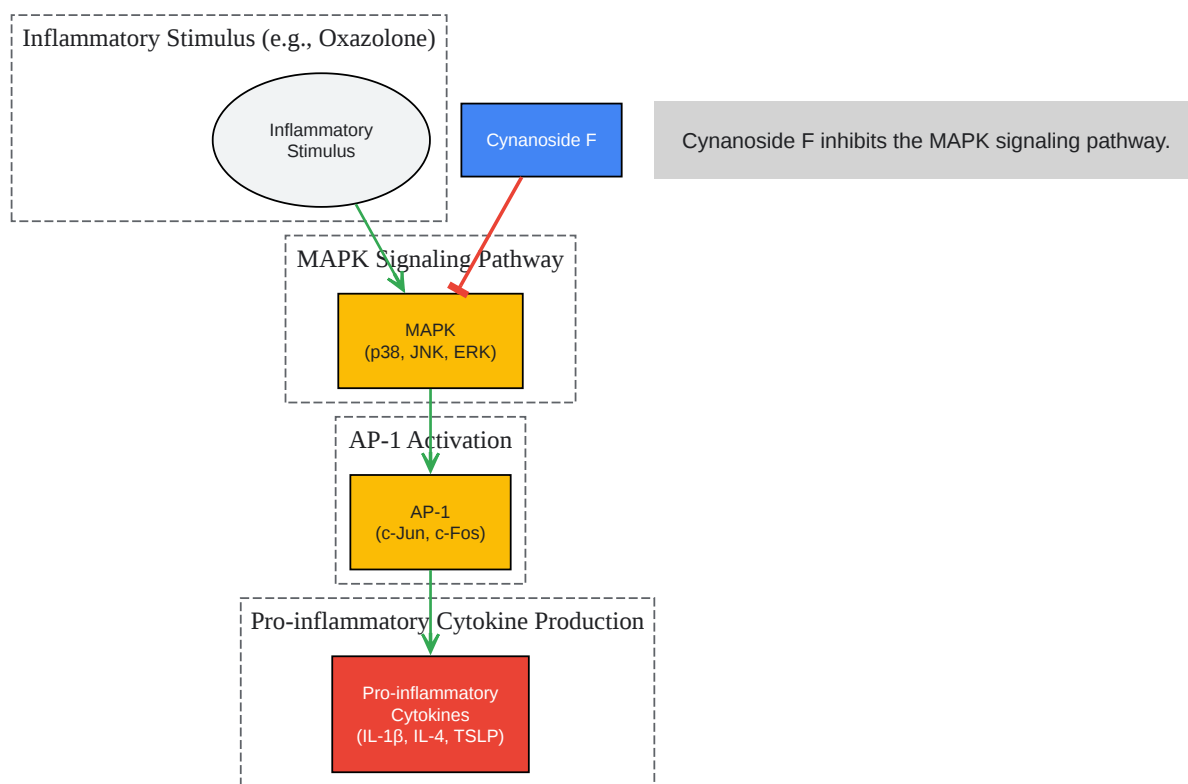 Inflammatory Stimulus (e.g., Oxazolone)
Inflammatory
Stimulus
Cynanoside F
Cynanoside F inhibits the MAPK signaling pathway.
MAPK Signaling Pathway
MAPK
(p38, JNK, ERK)
AP-1 Activation
AP-1
(c-Jun, c-Fos)
Pro-inflammatory Cytokine Production
Pro-inflammatory
Cytokines
(IL-1β, IL-4, TSLP)